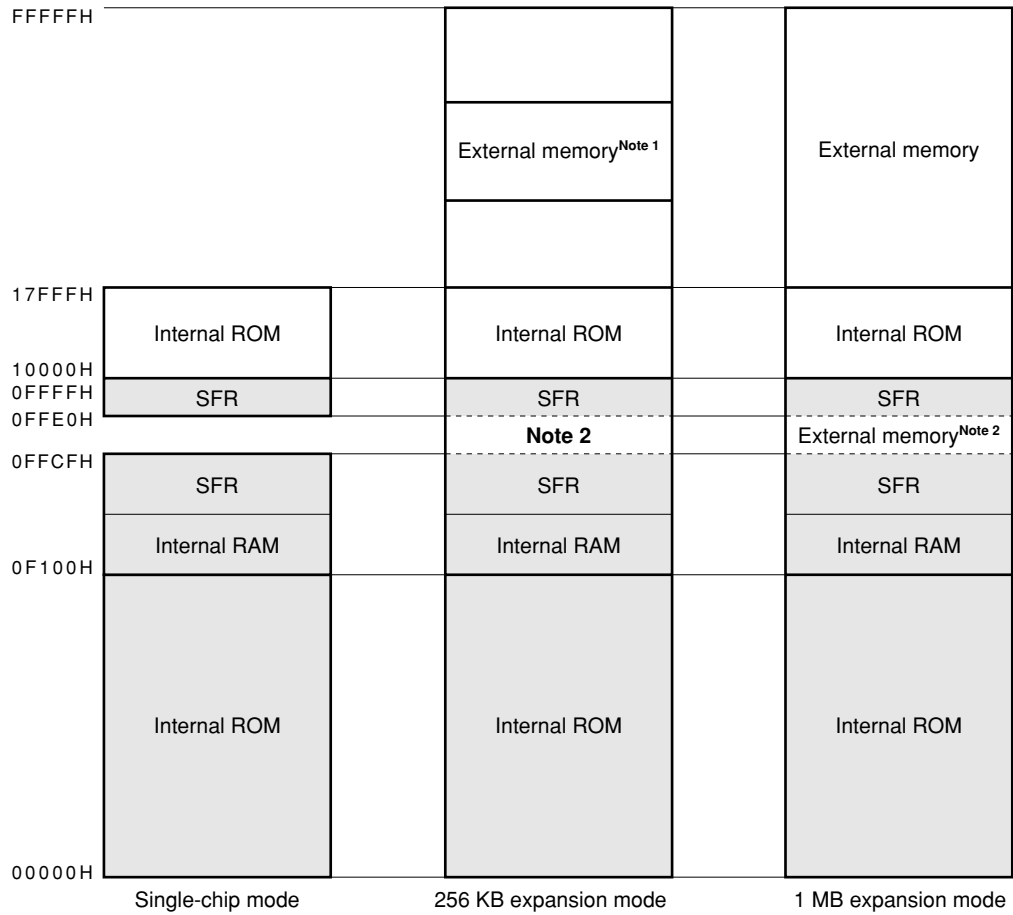 FFFFFH
External memoryNote 1 External memory
17FFFH
Internal ROM Internal ROM Internal ROM
10000H
0FFFFH
SFR SFR SFR
0FFE0H
Note 2 External memoryNote 2
0FFCFH
SFR SFR SFR
Internal RAM Internal RAM Internal RAM
0F100H
Internal ROM Internal ROM Internal ROM
00000H
Single-chip mode 256 KB expansion mode 1 MB expansion mode